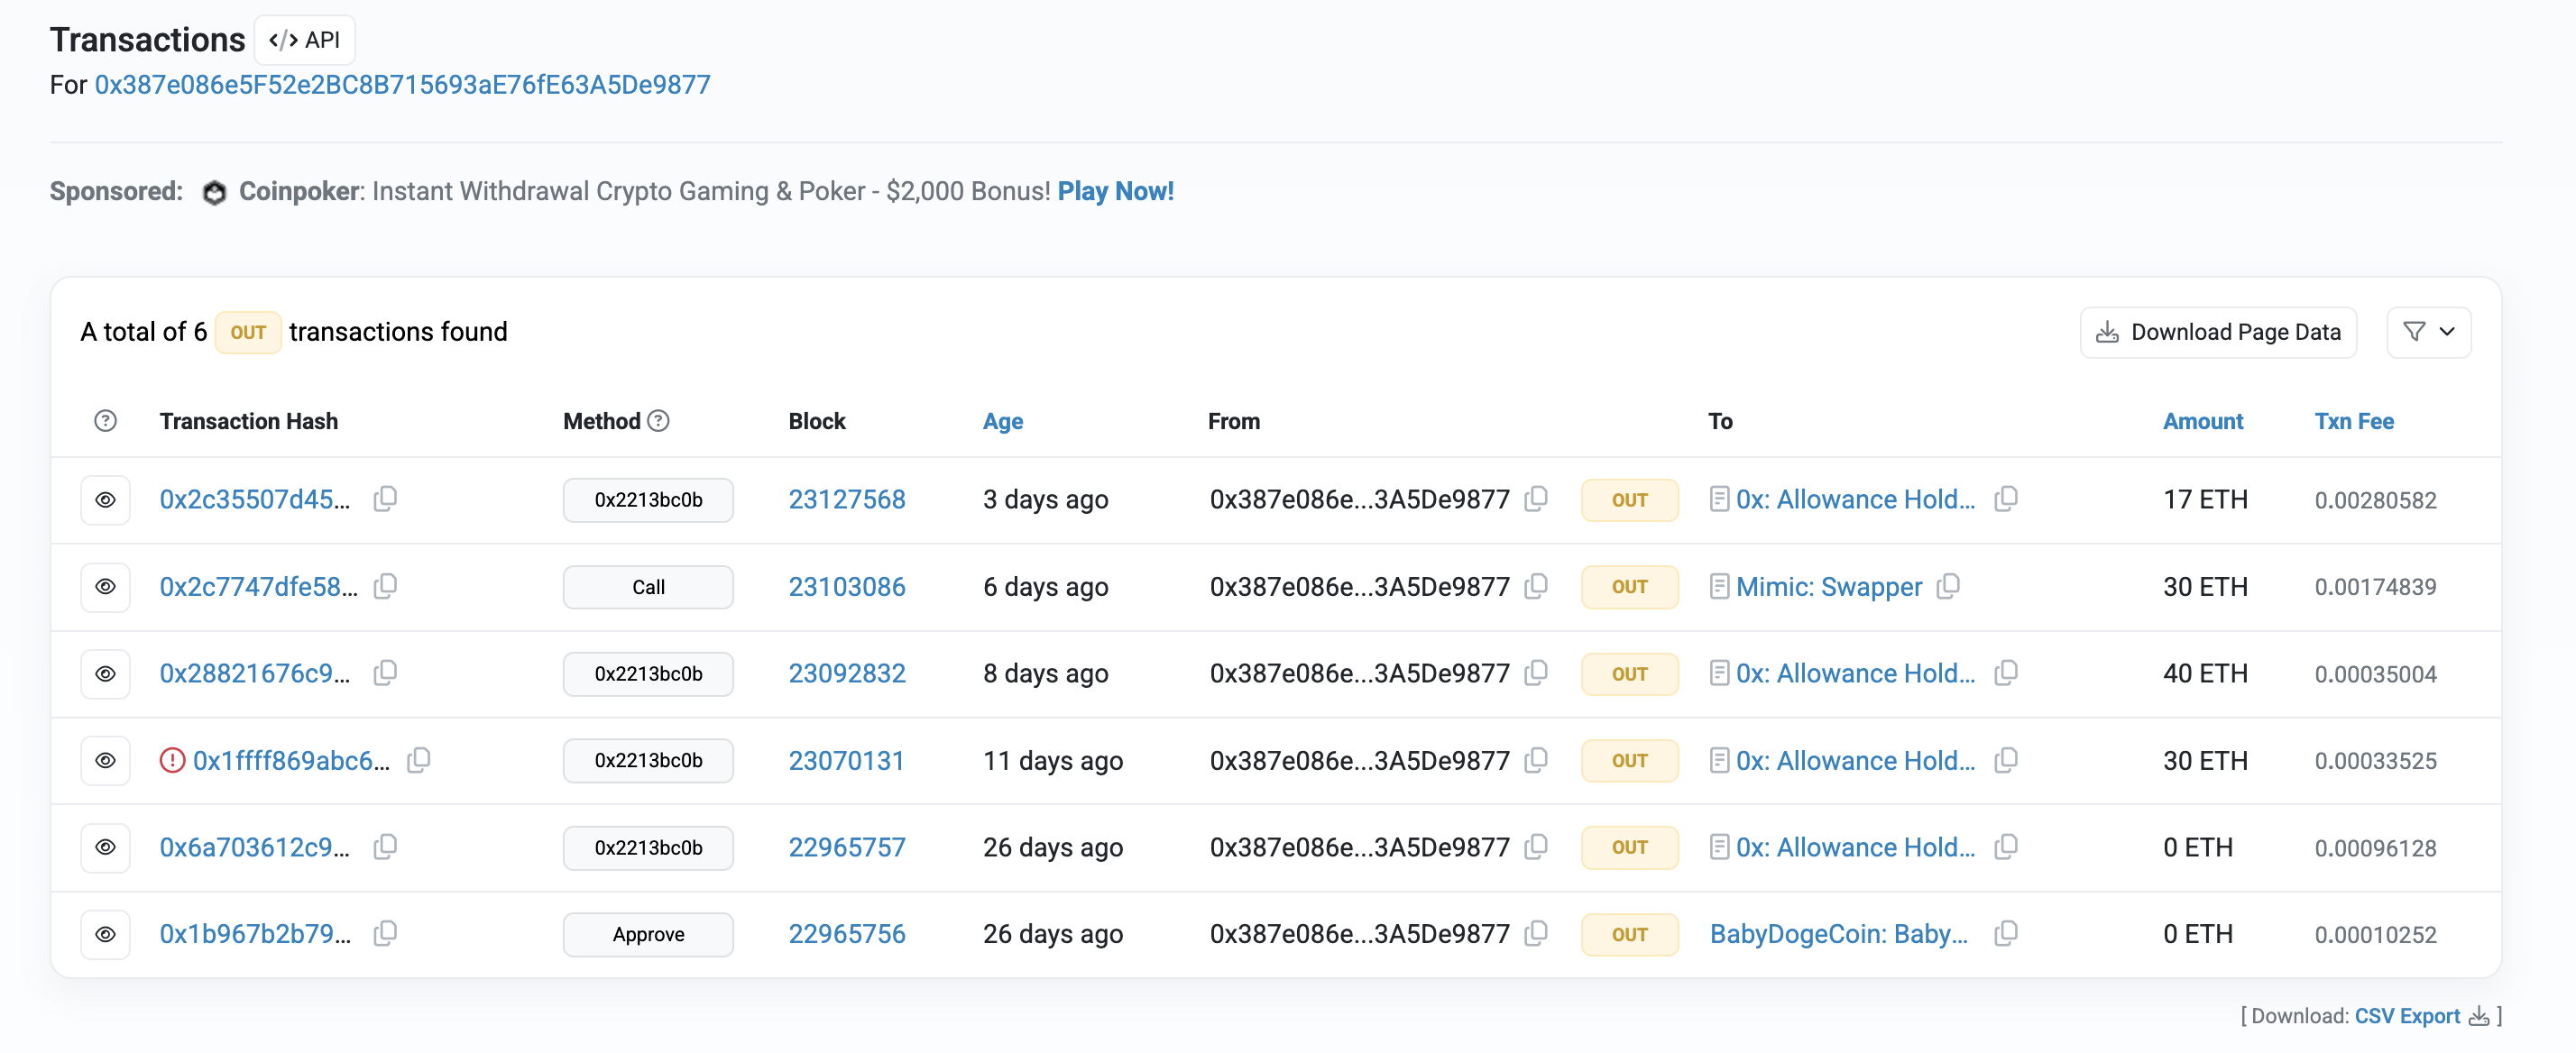 Transactions </> API
For 0x387e086e5F52e2BC8B715693aE76fE63A5De9877
Sponsored: Coinpoker: Instant Withdrawal Crypto Gaming & Poker - $2,000 Bonus! Play Now!
A total of 6 OUT transactions found Download Page Data
? Transaction Hash Method ? Block Age From To Amount Txn Fee
0x2c35507d45... 0x2213bc0b 23127568 3 days ago 0x387e086e...3A5De9877 OUT 0x: Allowance Hold... 17 ETH 0.00280582
0x2c7747dfe58... Call 23103086 6 days ago 0x387e086e...3A5De9877 OUT Mimic: Swapper 30 ETH 0.00174839
0x28821676c9... 0x2213bc0b 23092832 8 days ago 0x387e086e...3A5De9877 OUT 0x: Allowance Hold... 40 ETH 0.00035004
! 0x1ffff869abc6... 0x2213bc0b 23070131 11 days ago 0x387e086e...3A5De9877 OUT 0x: Allowance Hold... 30 ETH 0.00033525
0x6a703612c9... 0x2213bc0b 22965757 26 days ago 0x387e086e...3A5De9877 OUT 0x: Allowance Hold... 0 ETH 0.00096128
0x1b967b2b79... Approve 22965756 26 days ago 0x387e086e...3A5De9877 OUT BabyDogeCoin: Baby... 0 ETH 0.00010252
[ Download: CSV Export ]